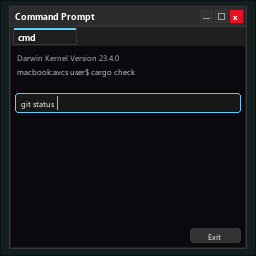 Command Prompt
cmd
Darwin Kernel Version 23.4.0
macbook:avcs user$ cargo check
git status
Exit